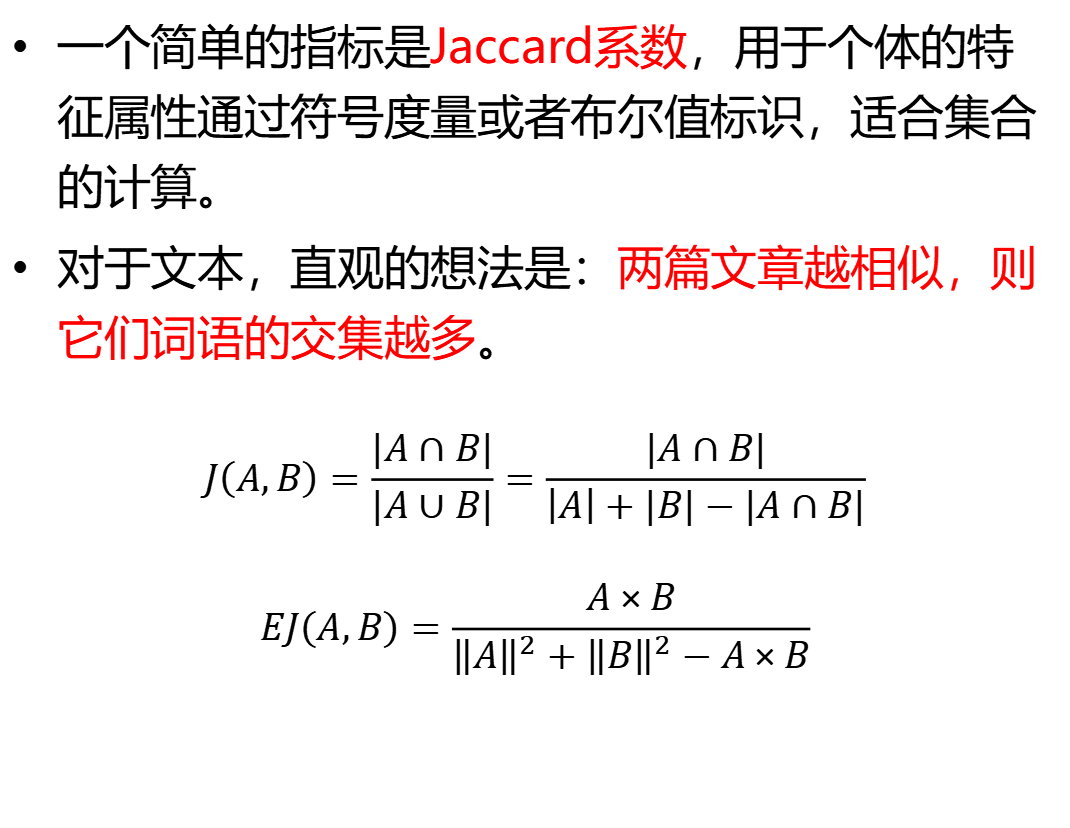 • 一个简单的指标是Jaccard系数，用于个体的特
征属性通过符号度量或者布尔值标识，适合集合
的计算。
• 对于文本，直观的想法是：两篇文章越相似，则
它们词语的交集越多。
J(A, B) = |A ∩ B| / |A ∪ B| = |A ∩ B| / |A| + |B| − |A ∩ B|
EJ(A, B) = A × B / ‖A‖² + ‖B‖² − A × B